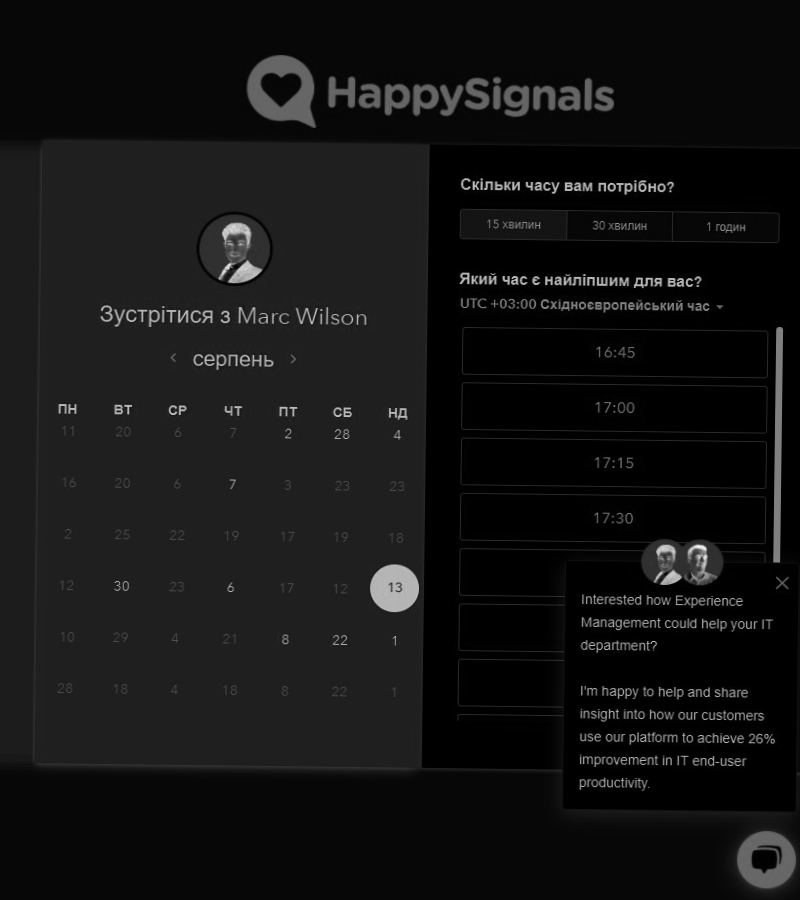 HappySignals
Зустрітися з Marc Wilson
серпень
ПН ВТ СР ЧТ ПТ СБ НД
11 20 6 7 2 28 4
16 20 6 7 3 23 23
2 25 22 19 17 19 18
12 30 23 6 17 12 13
10 29 4 21 8 22 1
28 18 4 18 8 22 1
Скільки часу вам потрібно?
15 хвилин 30 хвилин 1 годин
Який час є найліпшим для вас?
UTC +03:00 Східноєвропейський час
16:45
17:00
17:15
17:30
Interested how Experience
Management could help your IT
department?
I'm happy to help and share
insight into how our customers
use our platform to achieve 26%
improvement in IT end-user
productivity.